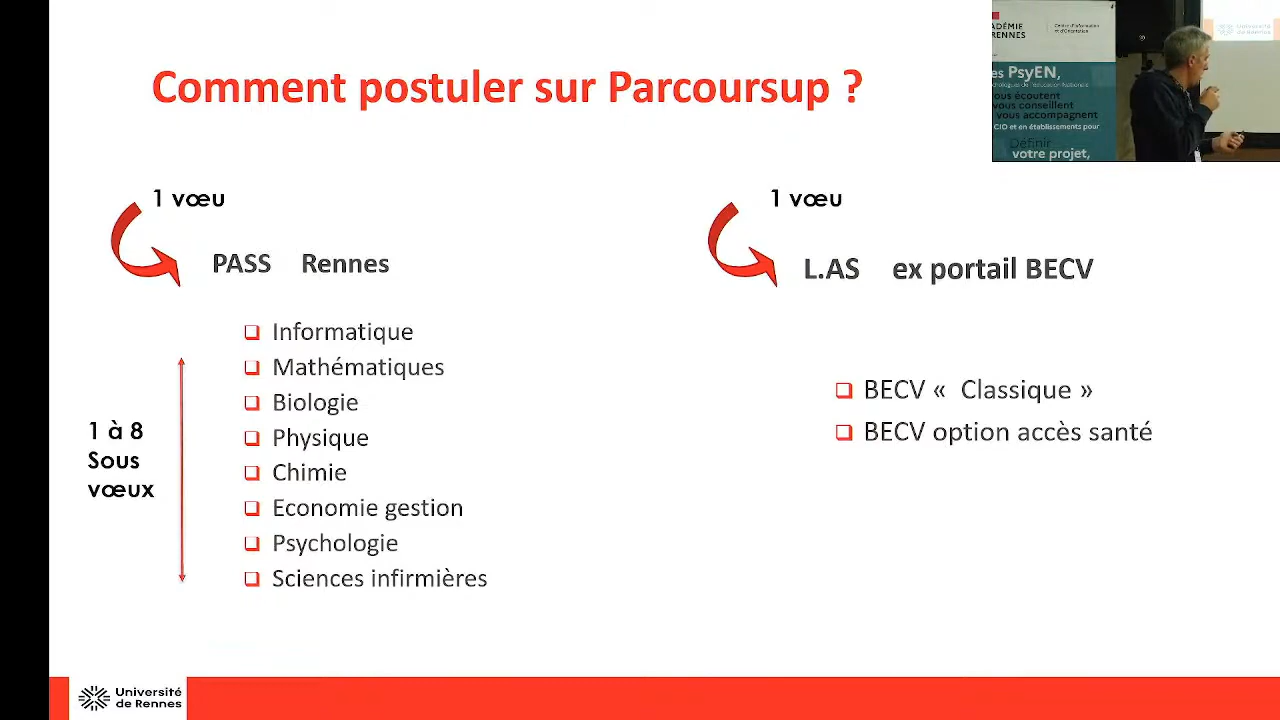 Comment postuler sur Parcoursup ?
1 vœu
PASS Rennes
Informatique
Mathématiques
Biologie
Physique
Chimie
Economie gestion
Psychologie
Sciences infirmières
1 à 8
Sous
vœux
1 vœu
L.AS ex portail BECV
BECV « Classique »
BECV option accès santé
Université
de Rennes
ADÉMIE
RENNES
Centre d'Information
et d'Orientation
es PsyEN,
ous écoutent
vous conseillent
vous accompagnent
CIO et en établissements pour
Définir
votre projet,
Université
de Rennes